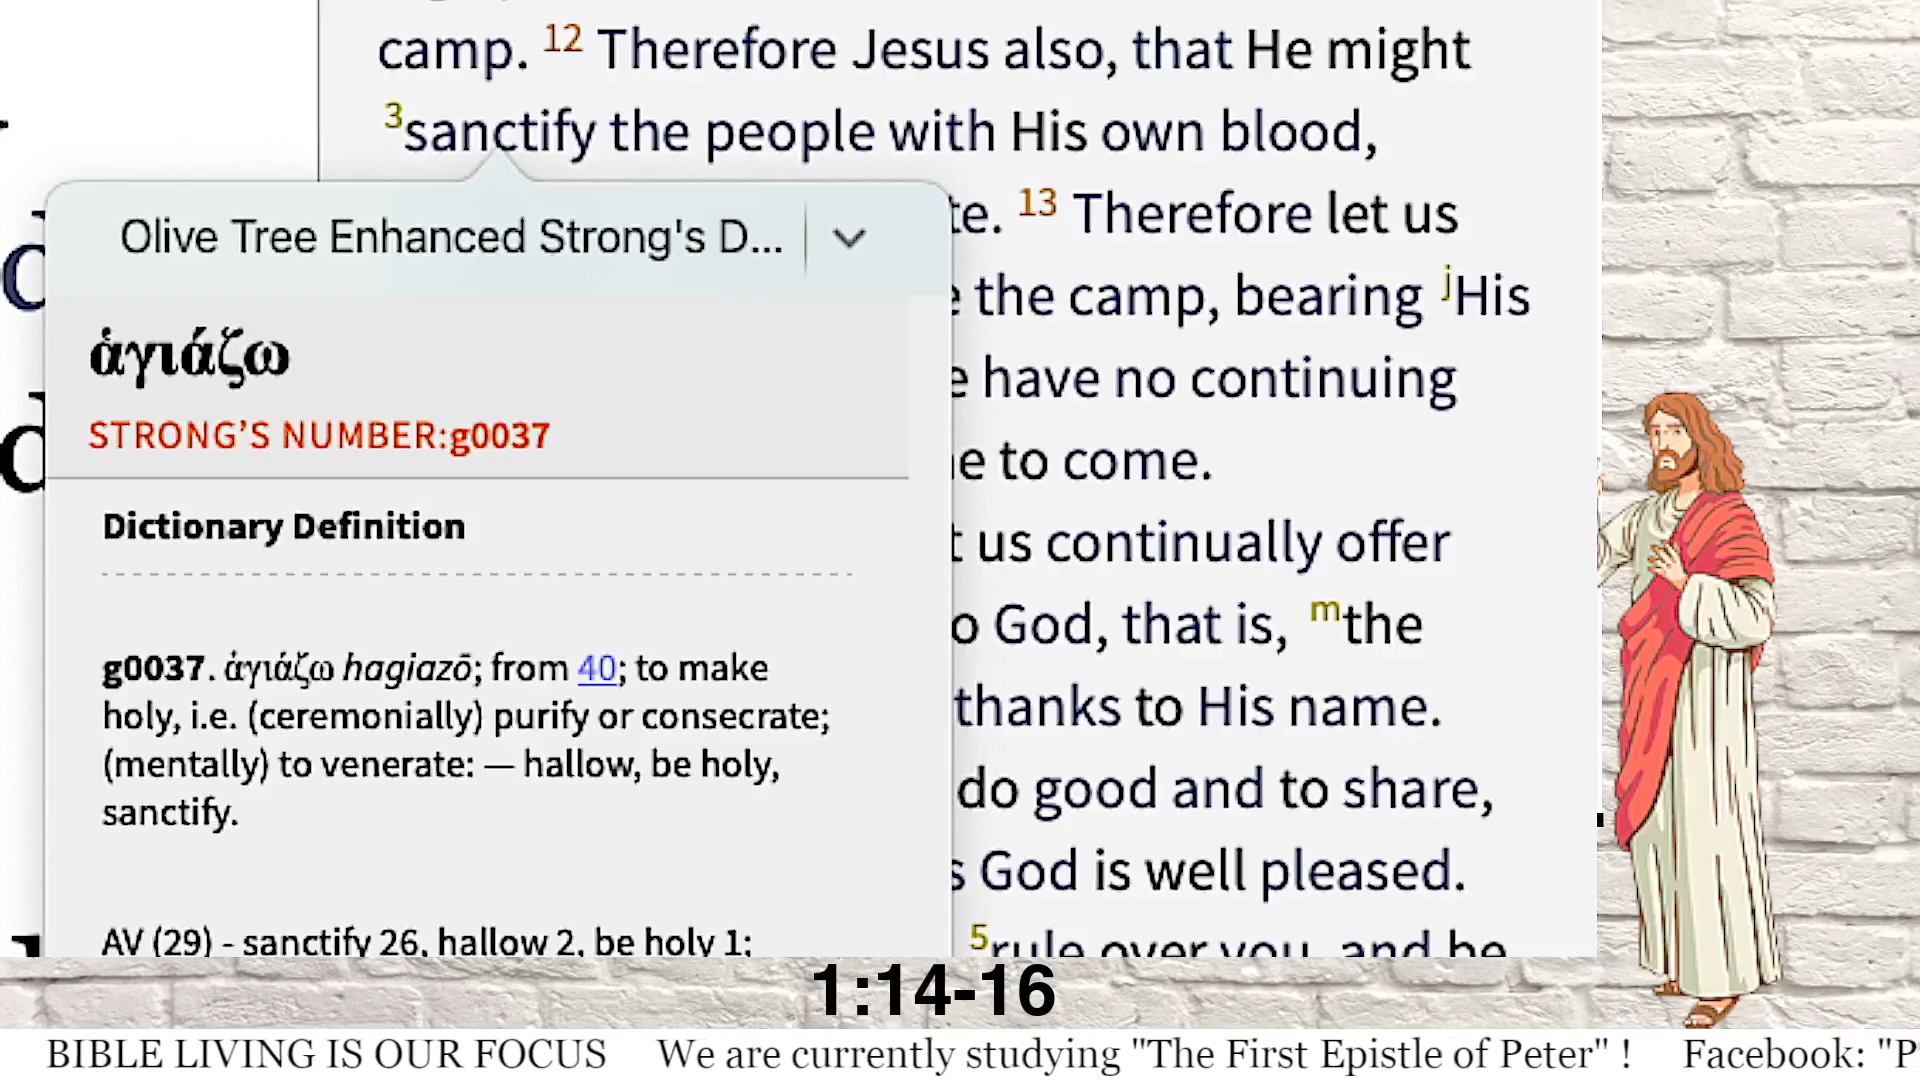 camp. 12 Therefore Jesus also, that He might
3sanctify the people with His own blood,
te. 13 Therefore let us
the camp, bearing jHis
have no continuing
to come.
us continually offer
God, that is, mthe
thanks to His name.
do good and to share,
God is well pleased.
5rule over you, and be
Olive Tree Enhanced Strong's D...
ἁγιάζω
STRONG'S NUMBER:g0037
Dictionary Definition
g0037. ἁγιάζω hagiazō; from 40; to make
holy, i.e. (ceremonially) purify or consecrate;
(mentally) to venerate: — hallow, be holy,
sanctify.
AV (29) - sanctify 26, hallow 2, be holy 1;
1:14-16
BIBLE LIVING IS OUR FOCUS We are currently studying "The First Epistle of Peter" ! Facebook: "P